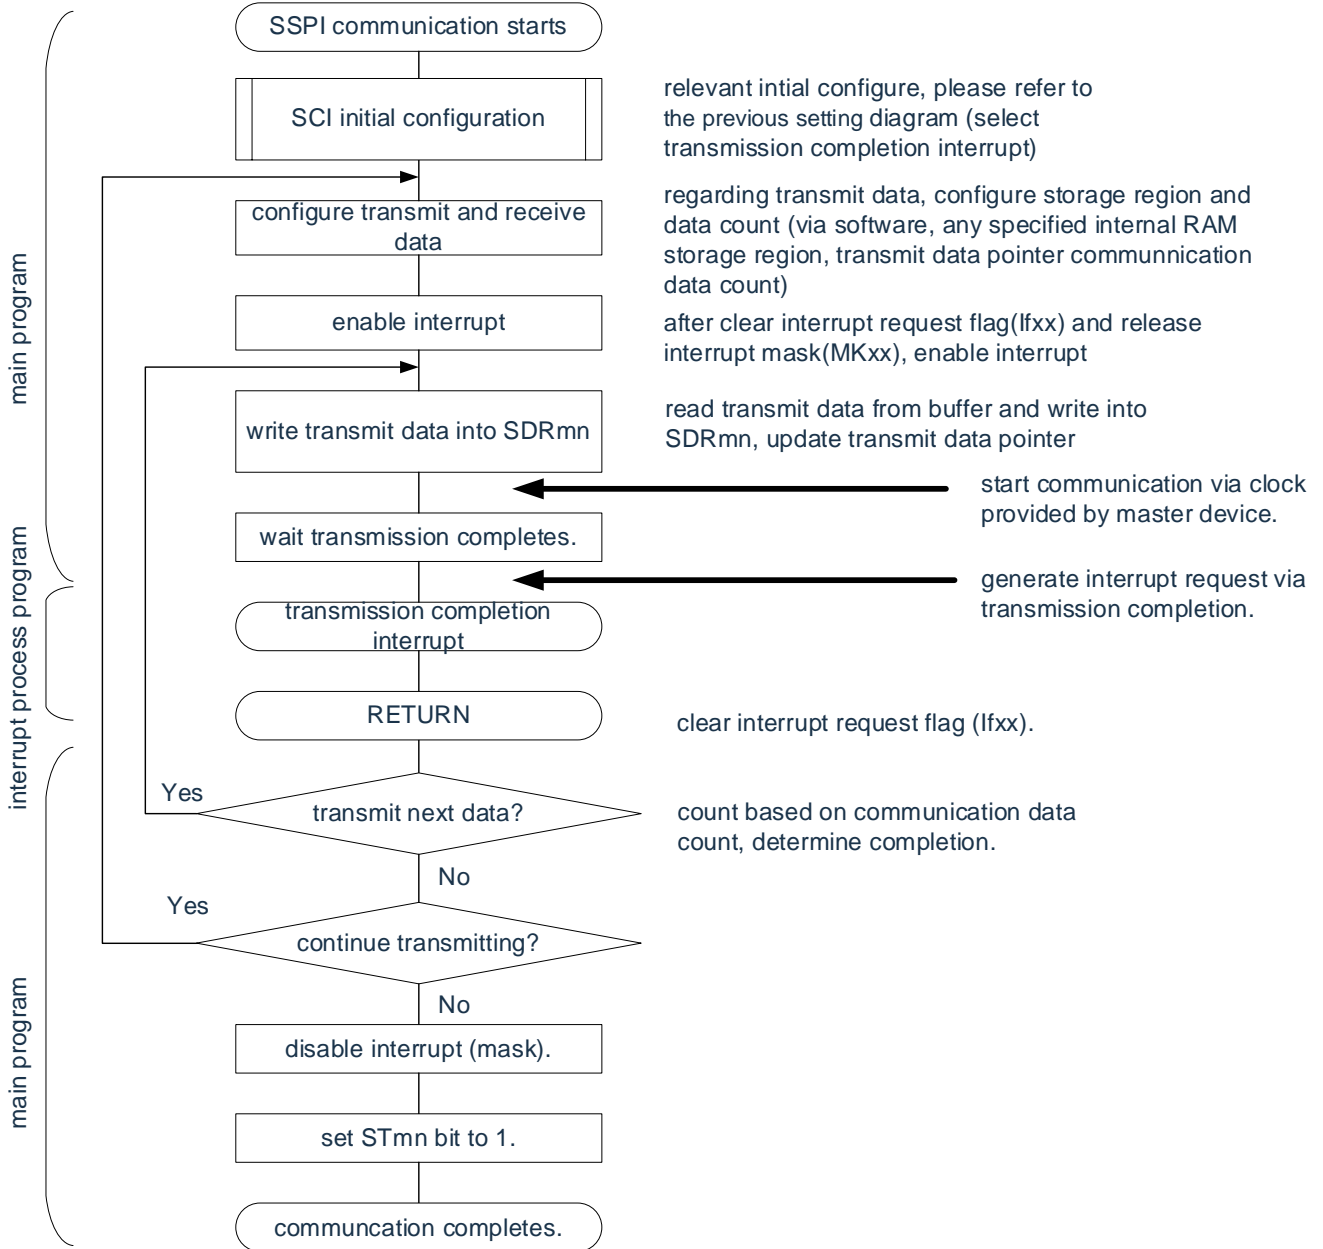 SSPI communication starts
SCI initial configuration
relevant intial configure, please refer to
the previous setting diagram (select
transmission completion interrupt)
configure transmit and receive
data
regarding transmit data, configure storage region and
data count (via software, any specified internal RAM
storage region, transmit data pointer communnication
data count)
main program
enable interrupt
after clear interrupt request flag(Ifxx) and release
interrupt mask(MKxx), enable interrupt
write transmit data into SDRmn
read transmit data from buffer and write into
SDRmn, update transmit data pointer
start communication via clock
provided by master device.
wait transmission completes.
generate interrupt request via
transmission completion.
interrupt process program
transmission completion
interrupt
RETURN
clear interrupt request flag (Ifxx).
Yes
transmit next data?
count based on communication data
count, determine completion.
No
Yes
continue transmitting?
No
main program
disable interrupt (mask).
set STmn bit to 1.
communcation completes.